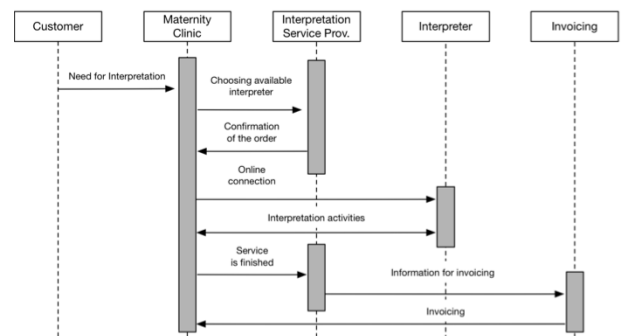 Customer
Maternity
Clinic
Interpretation
Service Prov.
Interpreter
Invoicing
Need for Interpretation
Choosing available
interpreter
Confirmation
of the order
Online
connection
Interpretation activities
Service
is finished
Information for invoicing
Invoicing